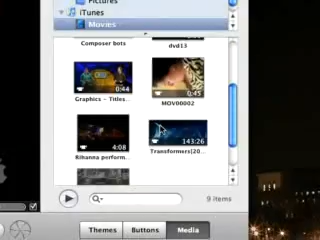 Pictures
iTunes
Movies
Composer bots
dvd13
0:44
0:45
Graphics - Titles...
MOV00002
4:08
143:26
Rihanna perform...
Transformers(20...
9 items
Themes
Buttons
Media